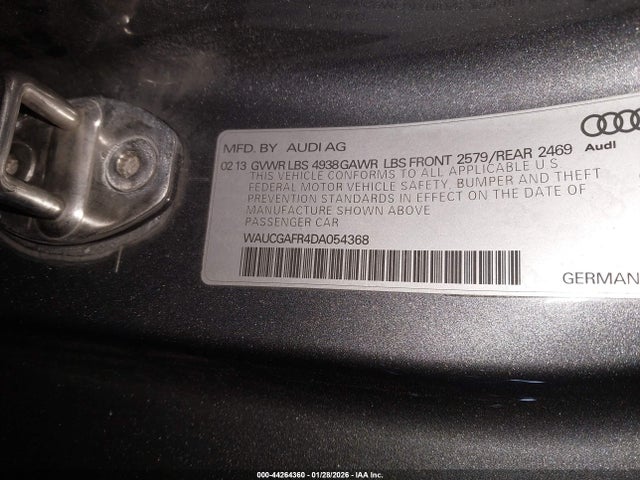 MFD. BY AUDI AG
02 13 GVWR LBS 4938 GAWR LBS FRONT 2579/REAR 2469
THIS VEHICLE CONFORMS TO ALL APPLICABLE U S
FEDERAL MOTOR VEHICLE SAFETY, BUMPER AND THEFT
PREVENTION STANDARDS IN EFFECT ON THE DATE OF
MANUFACTURE SHOWN ABOVE
PASSENGER CAR
WAUCGAFR4DA054368
Audi
GERMAN
000-44264360 - 01/28/2026 - IAA Inc.